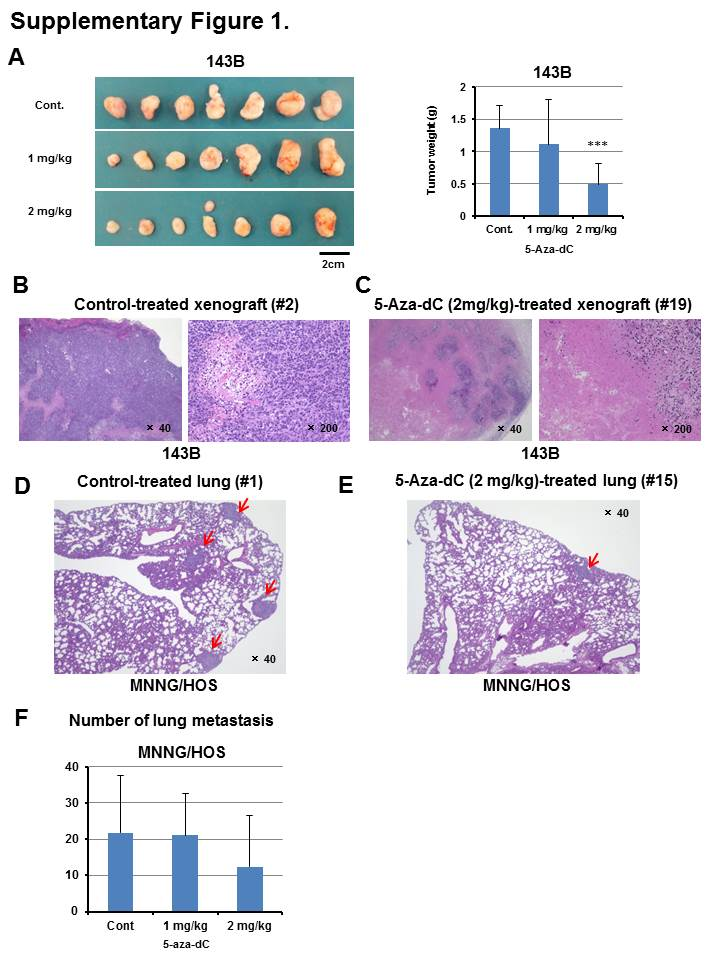 Supplementary Figure 1.
A
143B
Cont.
1 mg/kg
2 mg/kg
2cm
143B
Tumor weight (g)
2
1.5
1
0.5
0
***
Cont. 1 mg/kg 2 mg/kg
5-Aza-dC
B
Control-treated xenograft (#2)
× 40
× 200
143B
C
5-Aza-dC (2mg/kg)-treated xenograft (#19)
× 40
× 200
143B
D
Control-treated lung (#1)
× 40
MNNG/HOS
E
5-Aza-dC (2 mg/kg)-treated lung (#15)
× 40
MNNG/HOS
F
Number of lung metastasis
MNNG/HOS
40
30
20
10
0
Cont 1 mg/kg 2 mg/kg
5-aza-dC